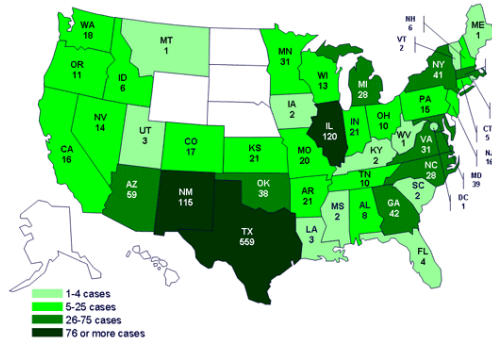 WA
18
OR
11
CA
16
NV
14
ID
6
MT
1
UT
3
AZ
59
CO
17
NM
115
KS
21
OK
38
TX
559
MN
31
IA
2
MO
20
AR
21
LA
3
WI
13
IL
120
MS
2
MI
28
IN
21
KY
2
TN
10
AL
8
OH
10
WV
1
GA
42
FL
4
SC
2
NC
28
VA
31
PA
15
NY
41
VT
2
NH
6
ME
1
CT
5
NJ
16
MD
39
DC
1
1-4 cases
5-25 cases
26-75 cases
76 or more cases